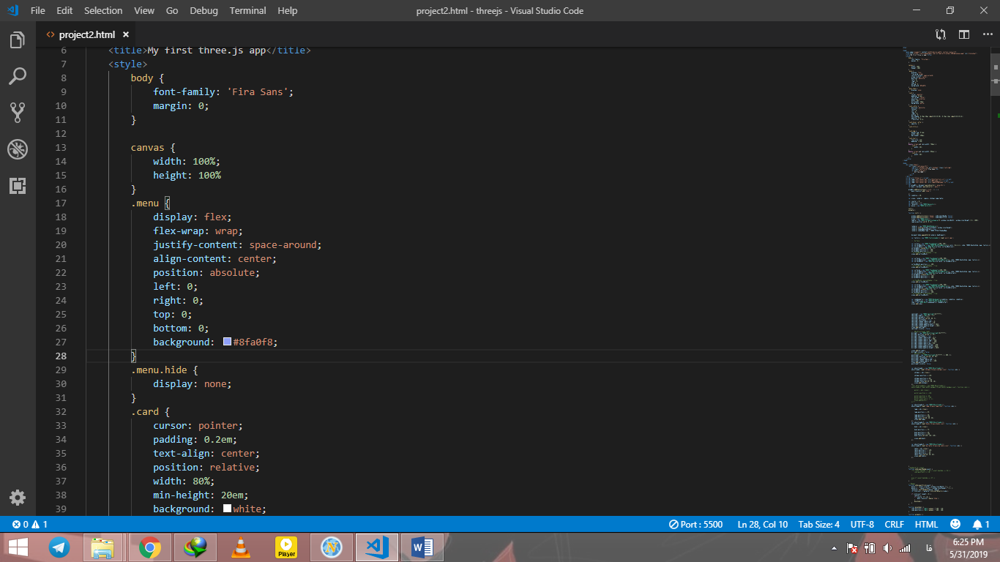 File Edit Selection View Go Debug Terminal Help
project2.html - threejs - Visual Studio Code
project2.html
6 <title>My first three.js app</title>
7 <style>
8 body {
9 font-family: 'Fira Sans';
10 margin: 0;
11 }
12
13 canvas {
14 width: 100%;
15 height: 100%
16 }
17 .menu {
18 display: flex;
19 flex-wrap: wrap;
20 justify-content: space-around;
21 align-content: center;
22 position: absolute;
23 left: 0;
24 right: 0;
25 top: 0;
26 bottom: 0;
27 background: #8fa0f8;
28 }
29 .menu.hide {
30 display: none;
31 }
32 .card {
33 cursor: pointer;
34 padding: 0.2em;
35 text-align: center;
36 position: relative;
37 width: 80%;
38 min-height: 20em;
39 background: white;
0 1 Port : 5500 Ln 28, Col 10 Tab Size: 4 UTF-8 CRLF HTML 1
Player
فا
6:25 PM
5/31/2019